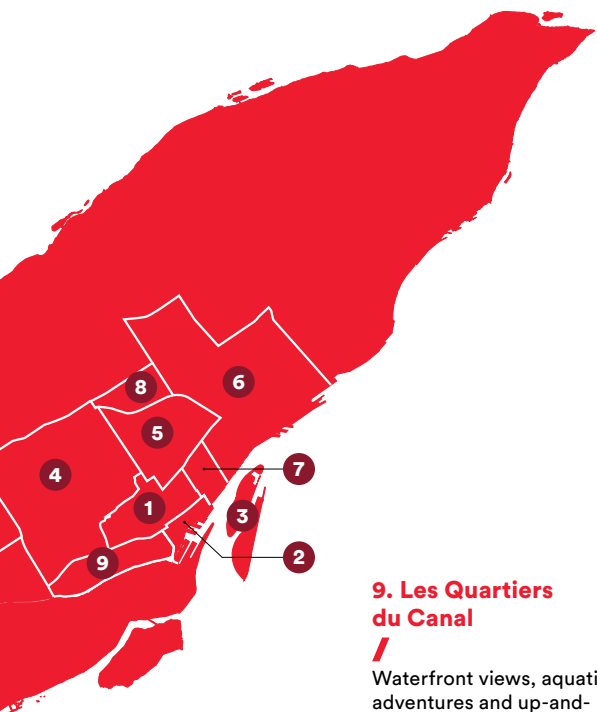 8
6
5
4
7
1
3
2
9
9. Les Quartiers
du Canal
/
Waterfront views,
adventures and up-and-